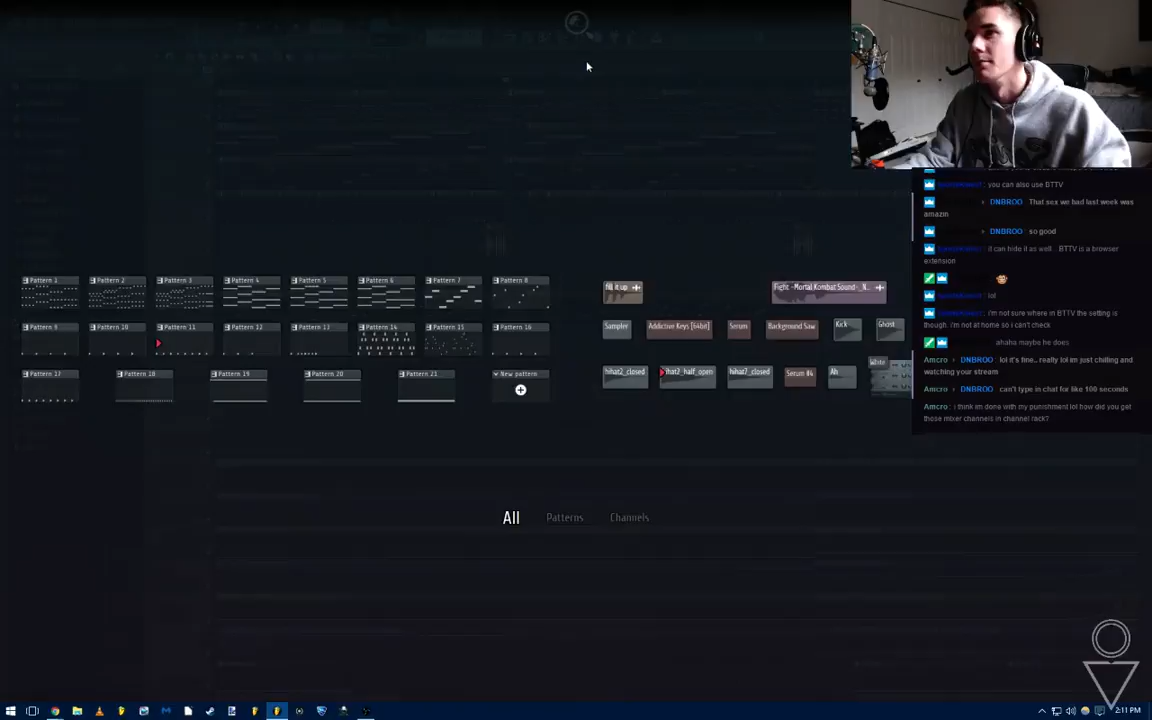 you can also use BTTV
DNBROO That sex we had last week was
amazin
DNBROO so good
it can hide it as well . BTTV is a browser
extension
: lol
: i'm not sure where in BTTV the setting is
though. i'm not at home so i can't check
ahaha maybe he does
Amcro › DNBROO lol it's fine.. really lol im just chilling and
watching your stream
Amcro › DNBROO can't type in chat for like 100 seconds
Amcro : i think im done with my punishment lol how did you get
those mixer channels in channel rack?
Pattern 1 Pattern 2 Pattern 3 Pattern 4 Pattern 5 Pattern 6 Pattern 7 Pattern 8
fill it up Fight -Mortal Kombat Sound-_N...
Pattern 9 Pattern 10 Pattern 11 Pattern 12 Pattern 13 Pattern 14 Pattern 15 Pattern 16
Sampler Addictive Keys [64bit] Serum Background Saw Kick Ghost
Pattern 17 Pattern 18 Pattern 19 Pattern 20 Pattern 21 New pattern
hihat2_closed hihat2_half_open hihat2_closed Serum #4 Ah
All Patterns Channels
2:11 PM